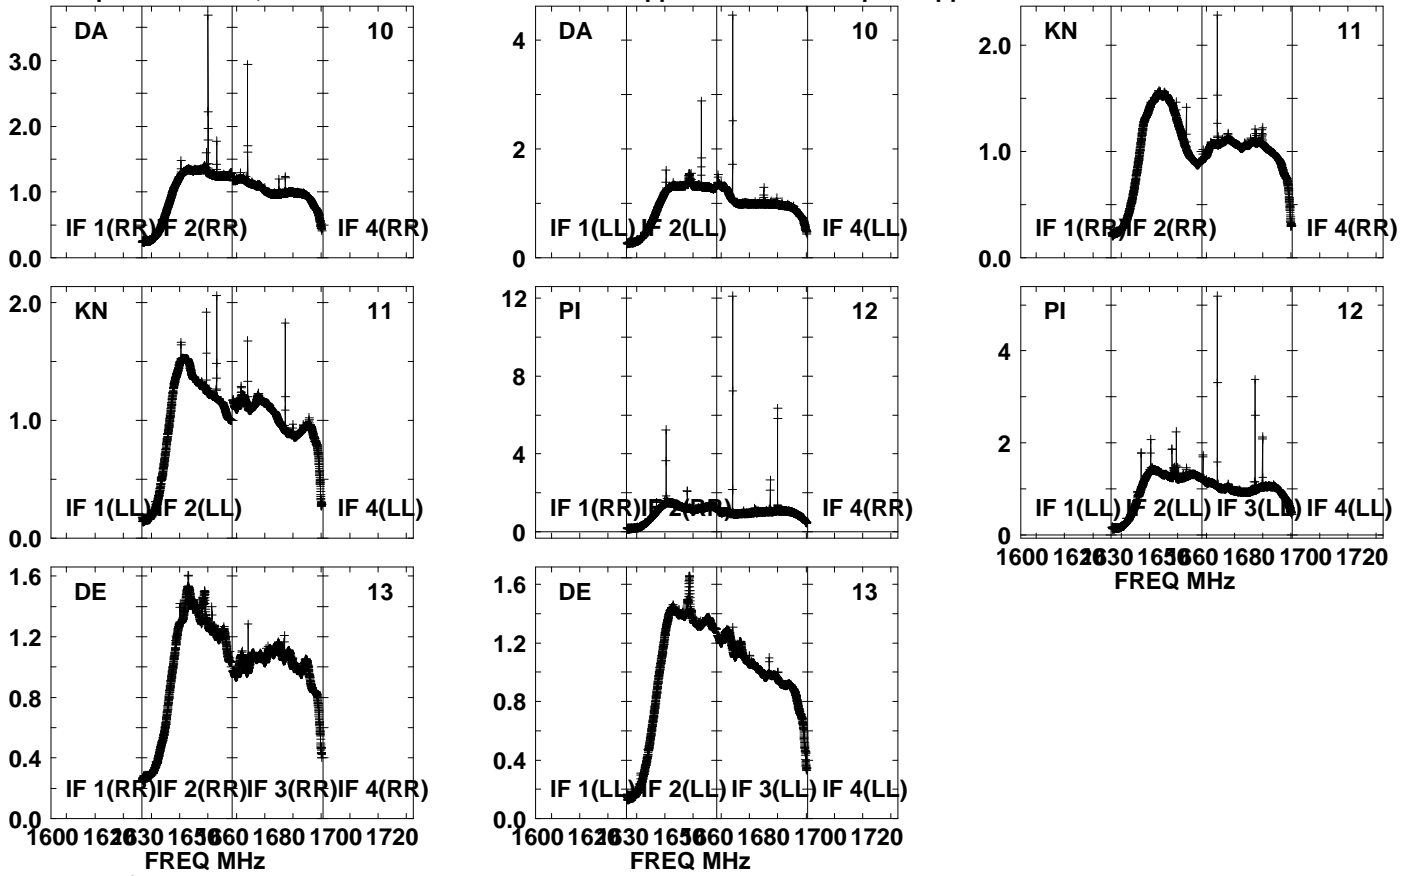 DA 10 DA 10 KN 11
3.0 4 2.0
2.0 2 1.0
1.0
IF 1(RR) IF 2(RR) IF 4(RR) IF 1(LL) IF 2(LL) IF 4(LL) IF 1(RR) IF 2(RR) IF 4(RR)
0.0 0 0.0
KN 11 PI 12 PI 12
2.0 12
8 4
1.0 4 2
IF 1(LL) IF 2(LL) IF 4(LL) IF 1(RR) IF 2(RR) IF 4(RR) IF 1(LL) IF 2(LL) IF 3(LL) IF 4(LL)
0.0 0 0
1600 1620 1630 1650 1660 1680 1700 1720
FREQ MHz
DE 13 DE 13
1.6 1.6
1.2 1.2
0.8 0.8
0.4 0.4
IF 1(RR) IF 2(RR) IF 3(RR) IF 4(RR) IF 1(LL) IF 2(LL) IF 3(LL) IF 4(LL)
0.0 0.0
1600 1620 1630 1650 1660 1680 1700 1720 1600 1620 1630 1650 1660 1680 1700 1720
FREQ MHz FREQ MHz